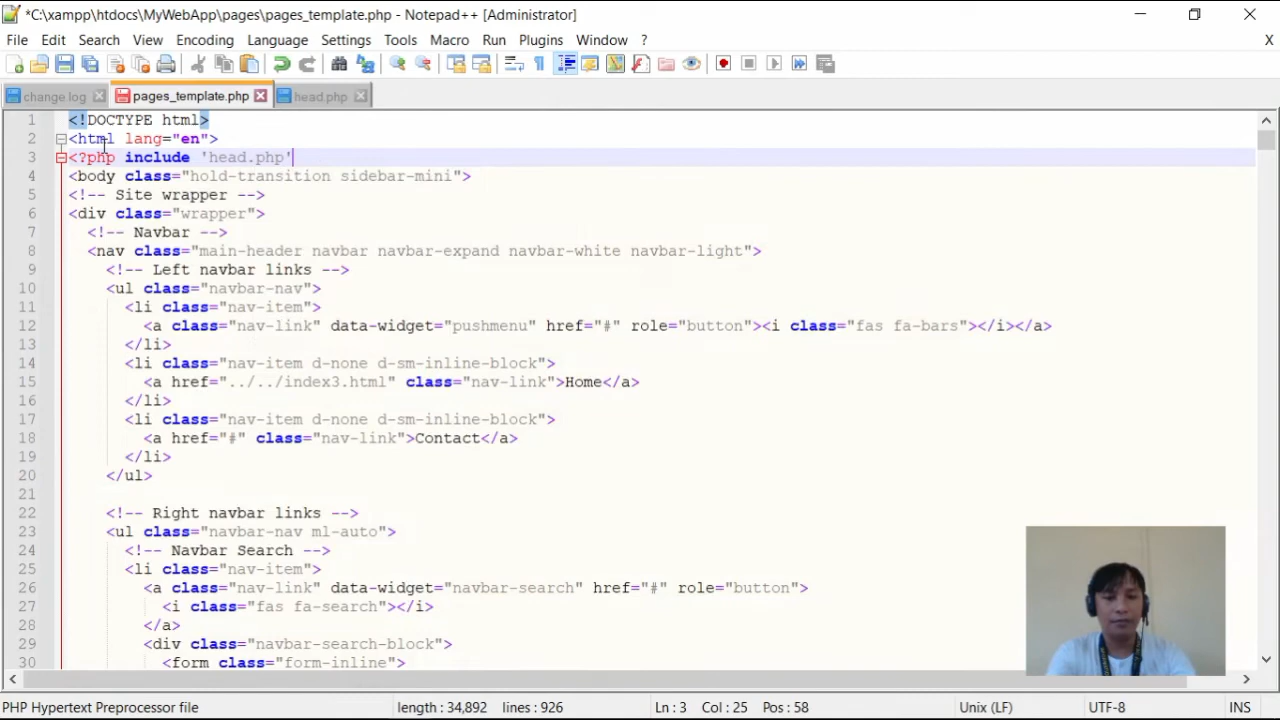 *C:\xampp\htdocs\MyWebApp\pages\pages_template.php - Notepad++ [Administrator]
File Edit Search View Encoding Language Settings Tools Macro Run Plugins Window ? X
change log pages_template.php head.php
1 <!DOCTYPE html>
2 <html lang="en">
3 <?php include 'head.php'
4 <body class="hold-transition sidebar-mini">
5 <!-- Site wrapper -->
6 <div class="wrapper">
7 <!-- Navbar -->
8 <nav class="main-header navbar navbar-expand navbar-white navbar-light">
9 <!-- Left navbar links -->
10 <ul class="navbar-nav">
11 <li class="nav-item">
12 <a class="nav-link" data-widget="pushmenu" href="#" role="button"><i class="fas fa-bars"></i></a>
13 </li>
14 <li class="nav-item d-none d-sm-inline-block">
15 <a href="../../index3.html" class="nav-link">Home</a>
16 </li>
17 <li class="nav-item d-none d-sm-inline-block">
18 <a href="#" class="nav-link">Contact</a>
19 </li>
20 </ul>
21
22 <!-- Right navbar links -->
23 <ul class="navbar-nav ml-auto">
24 <!-- Navbar Search -->
25 <li class="nav-item">
26 <a class="nav-link" data-widget="navbar-search" href="#" role="button">
27 <i class="fas fa-search"></i>
28 </a>
29 <div class="navbar-search-block">
30 <form class="form-inline">
PHP Hypertext Preprocessor file length : 34,892 lines : 926 Ln : 3 Col : 25 Pos : 58 Unix (LF) UTF-8 INS